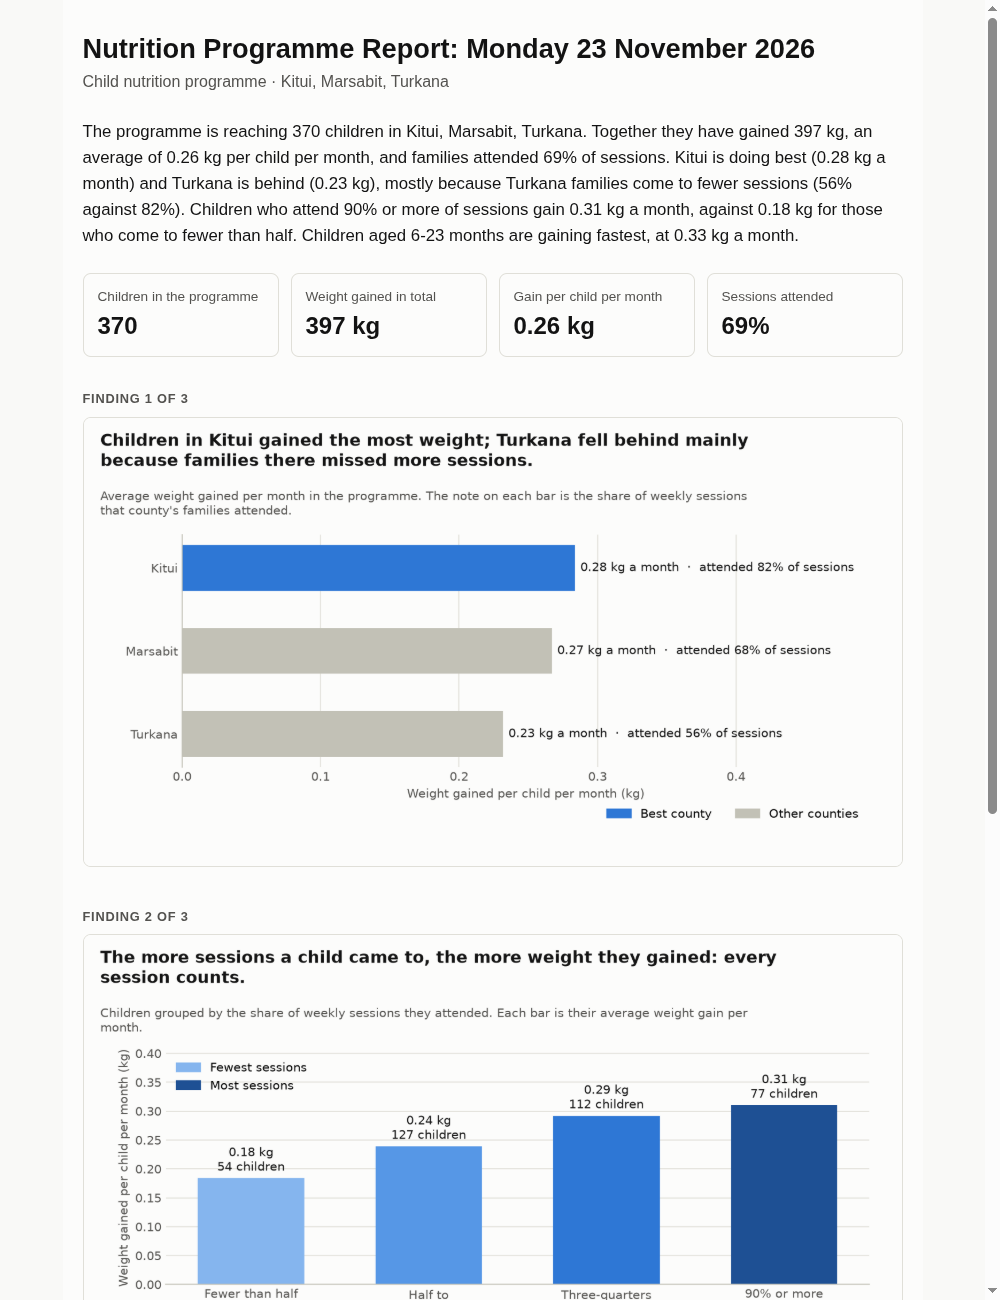 Nutrition Programme Report: Monday 23 November 2026
Child nutrition programme · Kitui, Marsabit, Turkana
The programme is reaching 370 children in Kitui, Marsabit, Turkana. Together they have gained 397 kg, an
average of 0.26 kg per child per month, and families attended 69% of sessions. Kitui is doing best (0.28 kg a
month) and Turkana is behind (0.23 kg), mostly because Turkana families come to fewer sessions (56%
against 82%). Children who attend 90% or more of sessions gain 0.31 kg a month, against 0.18 kg for those
who come to fewer than half. Children aged 6-23 months are gaining fastest, at 0.33 kg a month.
Children in the programme
370
Weight gained in total
397 kg
Gain per child per month
0.26 kg
Sessions attended
69%
FINDING 1 OF 3
Children in Kitui gained the most weight; Turkana fell behind mainly
because families there missed more sessions.
Average weight gained per month in the programme. The note on each bar is the share of weekly sessions
that county's families attended.
Kitui
0.28 kg a month · attended 82% of sessions
Marsabit
0.27 kg a month · attended 68% of sessions
Turkana
0.23 kg a month · attended 56% of sessions
0.0 0.1 0.2 0.3 0.4
Weight gained per child per month (kg)
Best county Other counties
FINDING 2 OF 3
The more sessions a child came to, the more weight they gained: every
session counts.
Children grouped by the share of weekly sessions they attended. Each bar is their average weight gain per
month.
Weight gained per child per month (kg)
0.40
0.35
0.30
0.25
0.20
0.15
0.10
0.05
0.00
Fewest sessions
Most sessions
0.18 kg
54 children
0.24 kg
127 children
0.29 kg
112 children
0.31 kg
77 children
Fewer than half
Half to
Three-quarters
90% or more